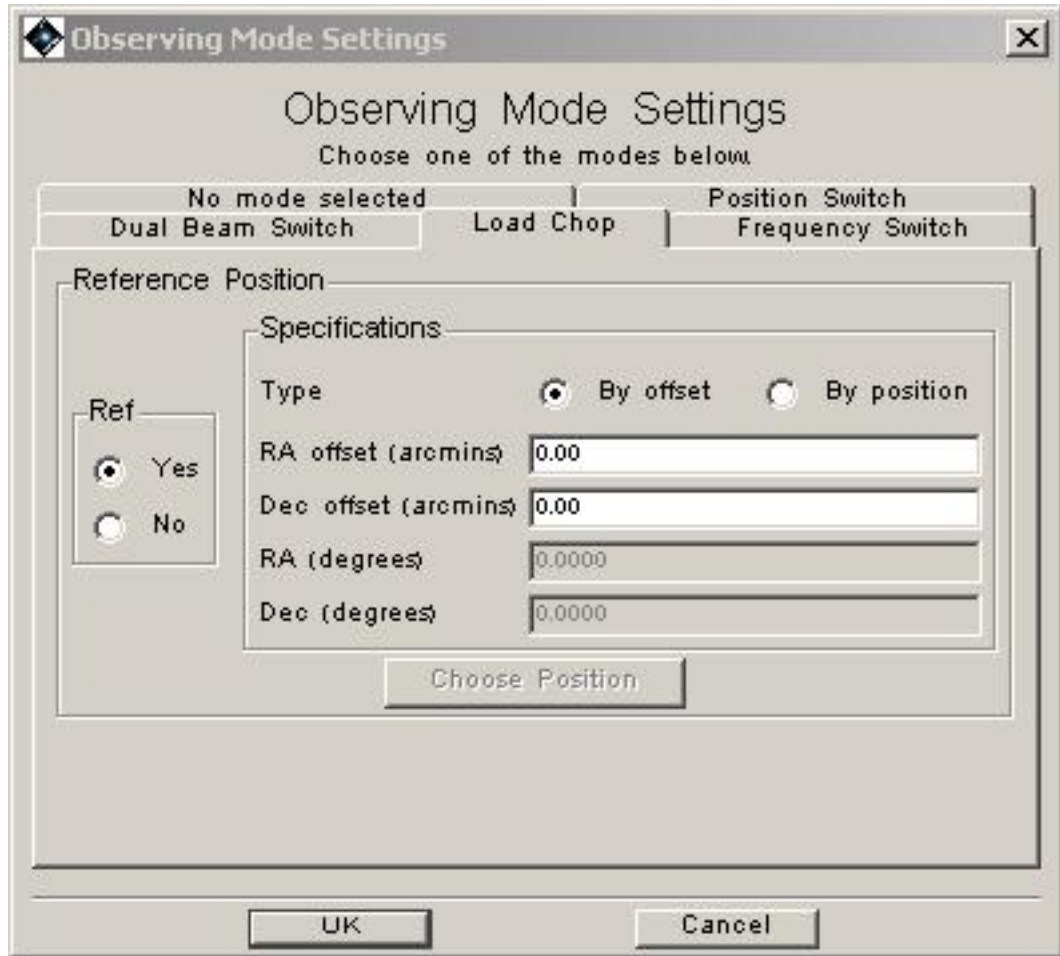 Observing Mode Settings
Observing Mode Settings
Choose one of the modes below.
No mode selected Position Switch
Dual Beam Switch Load Chop Frequency Switch
Reference Position
Specifications
Type By offset By position
Ref
Yes
No
RA offset (arcmins) 0.00
Dec offset (arcmins) 0.00
RA (degrees) 0.0000
Dec (degrees) 0.0000
Choose Position
OK Cancel